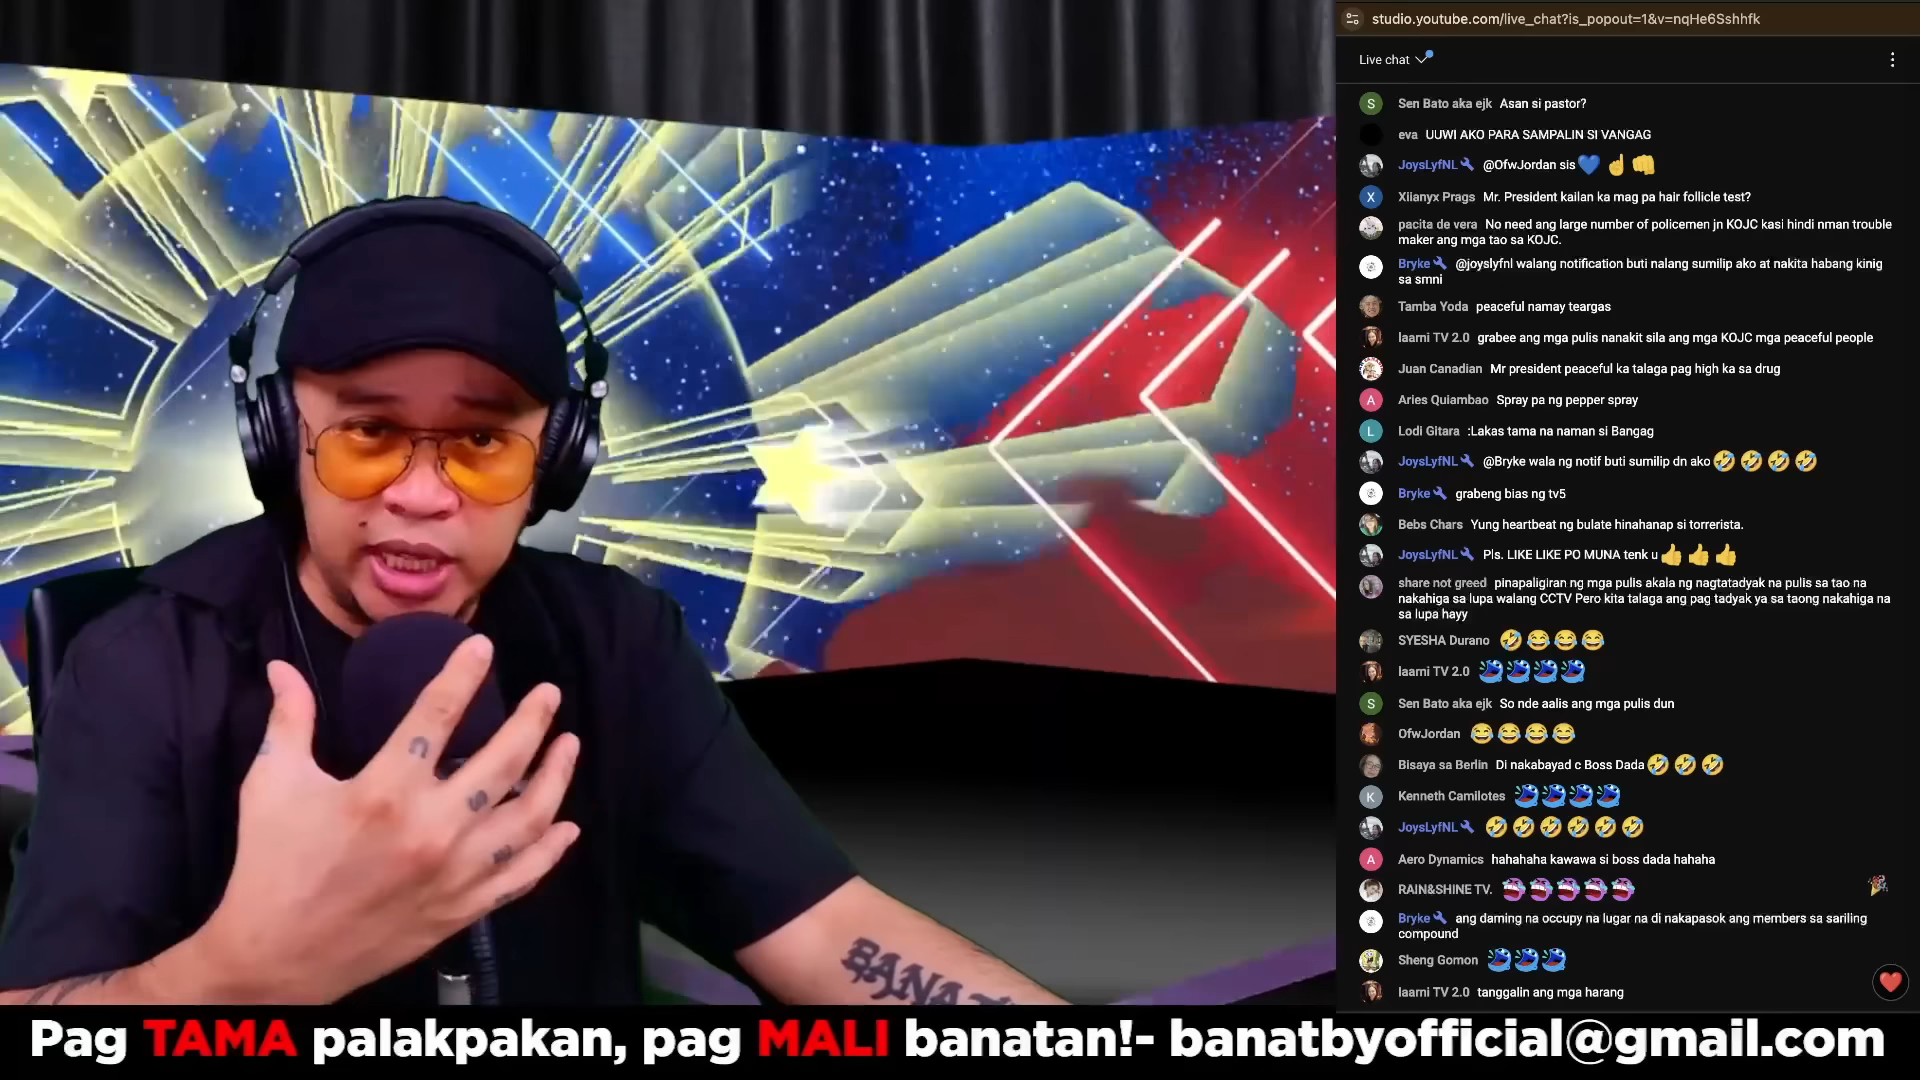 studio.youtube.com/live_chat?is_popout=1&v=nqHe6Sshhfk
Live chat
S Sen Bato aka ejk Asan si pastor?
eva UUWI AKO PARA SAMPALIN SI VANGAG
JoysLyfNL @OfwJordan sis💙☝👊
X Xiianyx Prags Mr. President kailan ka mag pa hair follicle test?
pacita de vera No need ang large number of policemen jn KOJC kasi hindi nman trouble
maker ang mga tao sa KOJC.
Bryke @joyslyfnl walang notification buti nalang sumilip ako at nakita habang kinig
sa smni
Tamba Yoda peaceful namay teargas
laarni TV 2.0 grabee ang mga pulis nanakit sila ang mga KOJC mga peaceful people
Juan Canadian Mr president peaceful ka talaga pag high ka sa drug
A Aries Quiambao Spray pa ng pepper spray
L Lodi Gitara :Lakas tama na naman si Bangag
JoysLyfNL @Bryke wala ng notif buti sumilip dn ako🤣🤣🤣🤣
Bryke grabeng bias ng tv5
Bebs Chars Yung heartbeat ng bulate hinahanap si torrerista.
JoysLyfNL Pls. LIKE LIKE PO MUNA tenk u👍👍👍
share not greed pinapaligiran ng mga pulis akala ng nagtatadyak na pulis sa tao na
nakahiga sa lupa walang CCTV Pero kita talaga ang pag tadyak ya sa taong nakahiga na
sa lupa hayy
SYESHA Durano 🤣😂😂😂
laarni TV 2.0
S Sen Bato aka ejk So nde aalis ang mga pulis dun
OfwJordan 😂😂😂😂
Bisaya sa Berlin Di nakabayad c Boss Dada🤣🤣🤣
K Kenneth Camilotes
JoysLyfNL 🤣🤣🤣🤣🤣🤣
A Aero Dynamics hahahaha kawawa si boss dada hahaha
RAIN&SHINE TV.
Bryke ang daming na occupy na lugar na di nakapasok ang members sa sariling
compound
Sheng Gomon
laarni TV 2.0 tanggalin ang mga harang
Pag TAMA palakpakan, pag MALI banatan!- banatbyofficial@gmail.com